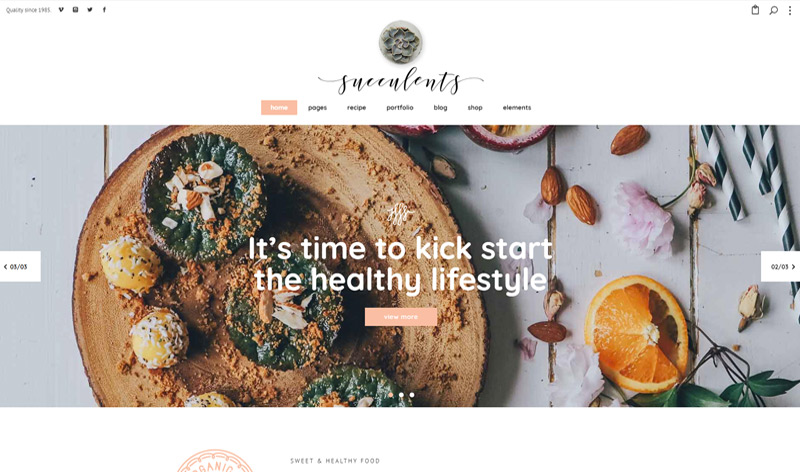 Quality since 1985.
succulents
home pages recipe portfolio blog shop elements
It's time to kick start
the healthy lifestyle
03/03
02/03
view more
SWEET & HEALTHY FOOD